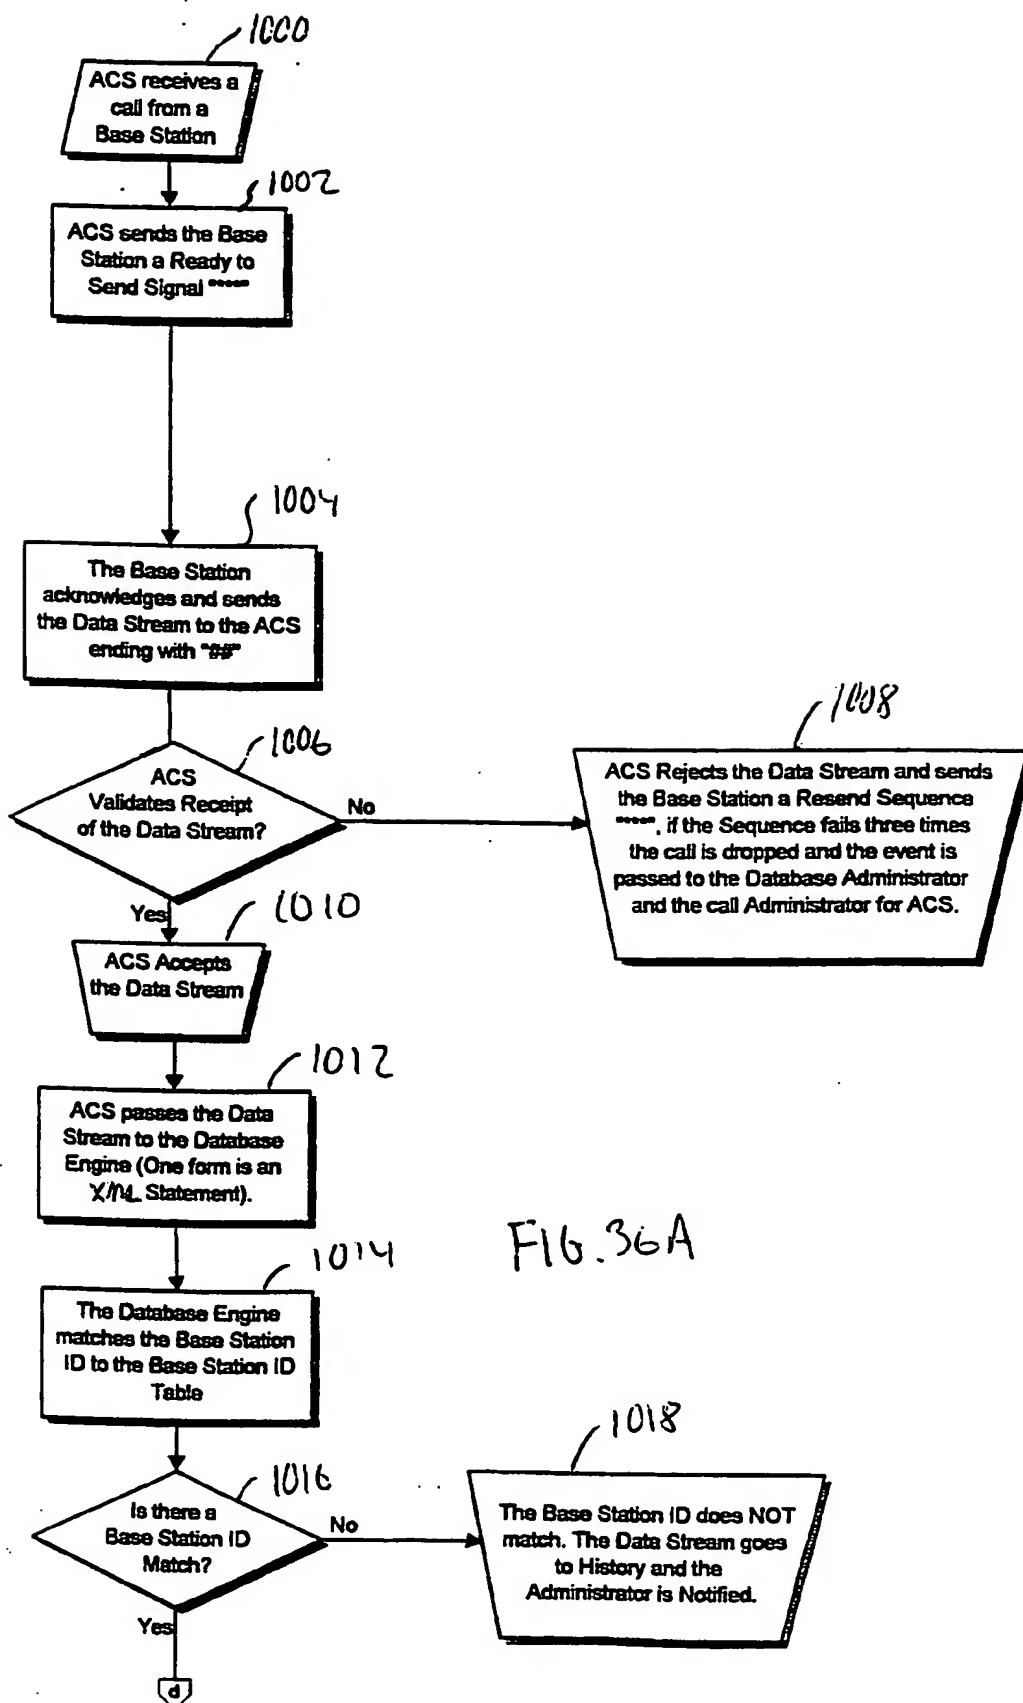 1000
ACS receives a
call from a
Base Station
1002
ACS sends the Base
Station a Ready to
Send Signal "***"
1004
The Base Station
acknowledges and sends
the Data Stream to the ACS
ending with "##"
1006
ACS
Validates Receipt
of the Data Stream?
No
1008
ACS Rejects the Data Stream and sends
the Base Station a Resend Sequence
"***", if the Sequence fails three times
the call is dropped and the event is
passed to the Database Administrator
and the call Administrator for ACS.
Yes
1010
ACS Accepts
the Data Stream
1012
ACS passes the Data
Stream to the Database
Engine (One form is an
XML Statement).
1014
The Database Engine
matches the Base Station
ID to the Base Station ID
Table
FIG. 36A
1016
Is there a
Base Station ID
Match?
No
1018
The Base Station ID does NOT
match. The Data Stream goes
to History and the
Administrator is Notified.
Yes
d